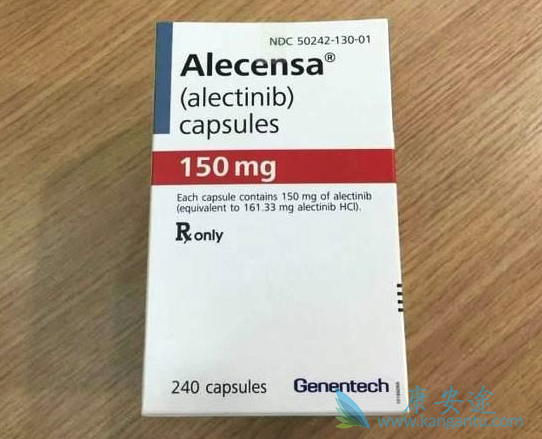 NDC 50242-130-01
Alecensa®
(alectinib)
capsules
150 mg
Each capsule contains 150 mg of alectinib
(equivalent to 161.33 mg alectinib HCl).
Rx only
240 capsules
Genentech
康安途
www.kangantu.com